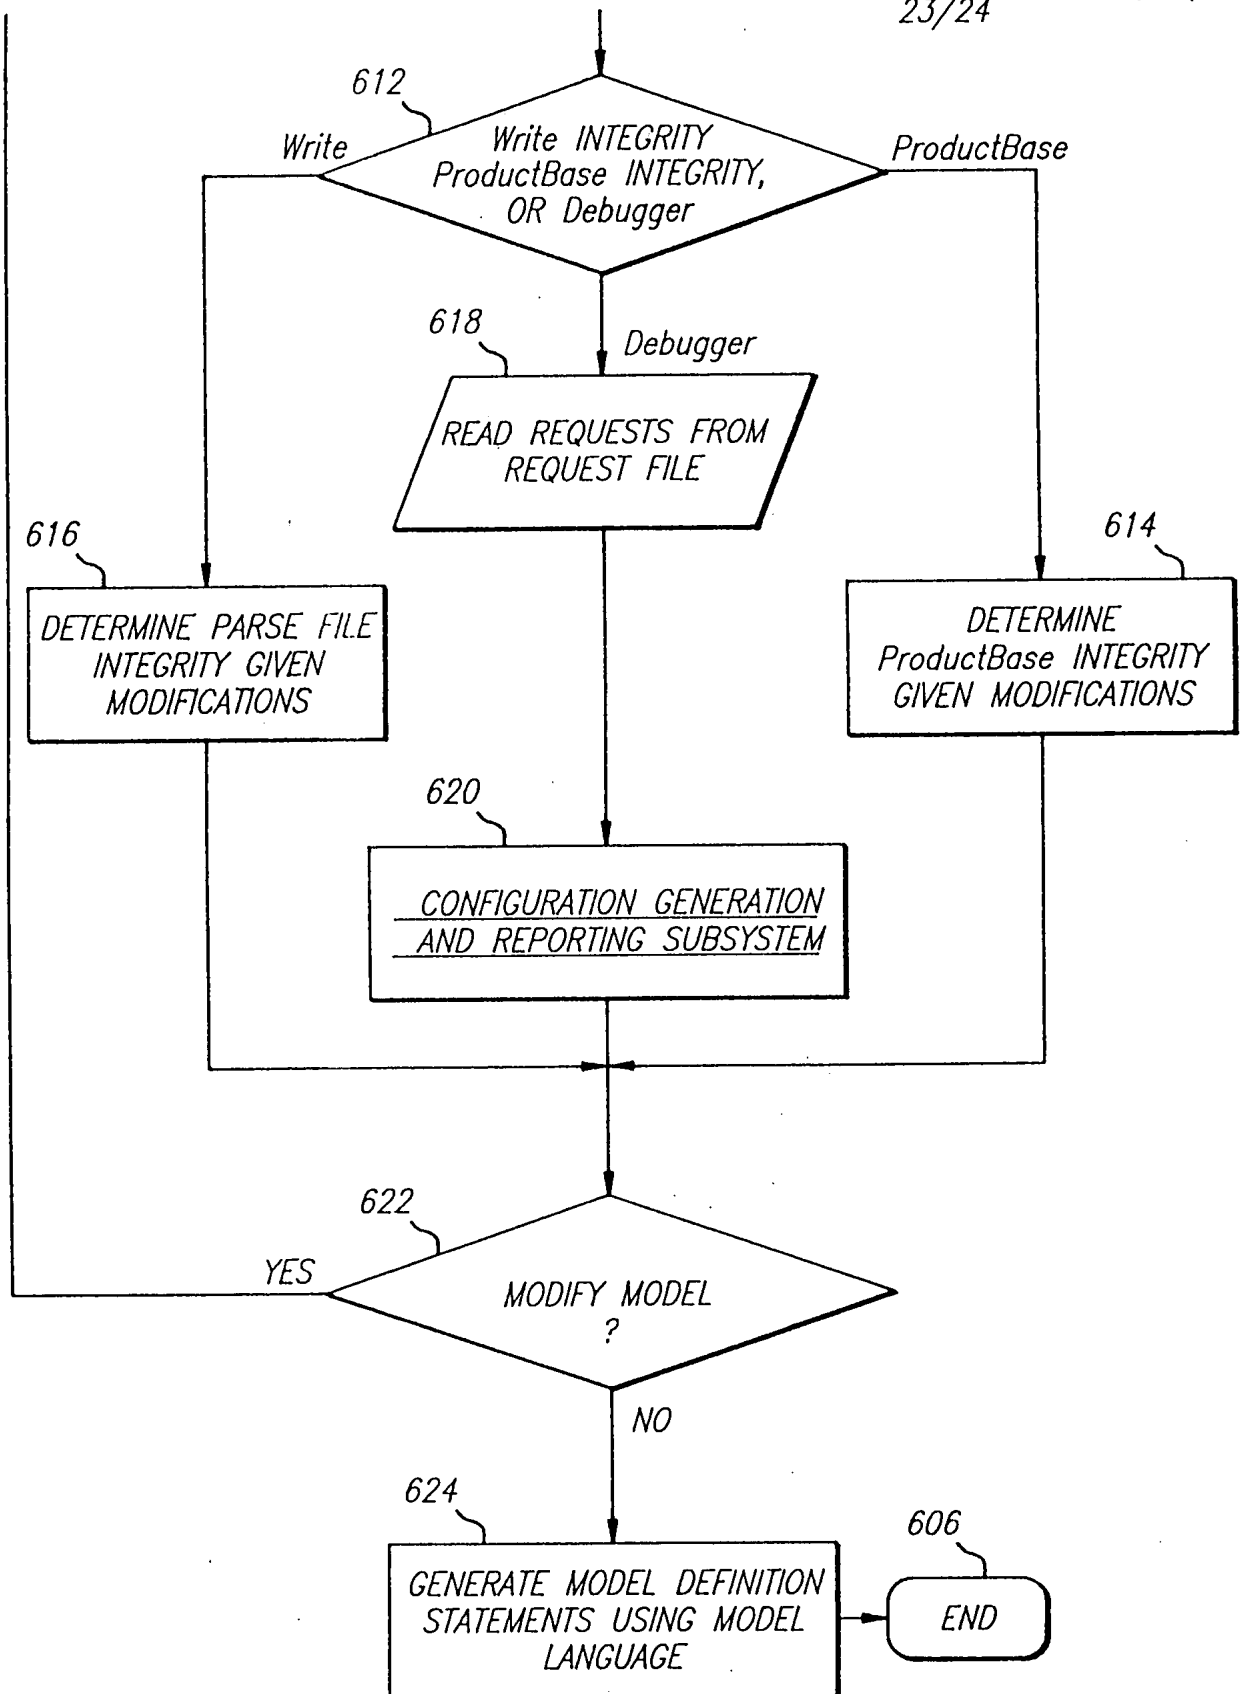 23/24
612
Write INTEGRITY
ProductBase INTEGRITY,
OR Debugger
Write
ProductBase
618
Debugger
READ REQUESTS FROM
REQUEST FILE
616
614
DETERMINE PARSE FILE
INTEGRITY GIVEN
MODIFICATIONS
DETERMINE
ProductBase INTEGRITY
GIVEN MODIFICATIONS
620
CONFIGURATION GENERATION
AND REPORTING SUBSYSTEM
622
YES
MODIFY MODEL
?
NO
624
606
GENERATE MODEL DEFINITION
STATEMENTS USING MODEL
LANGUAGE
END